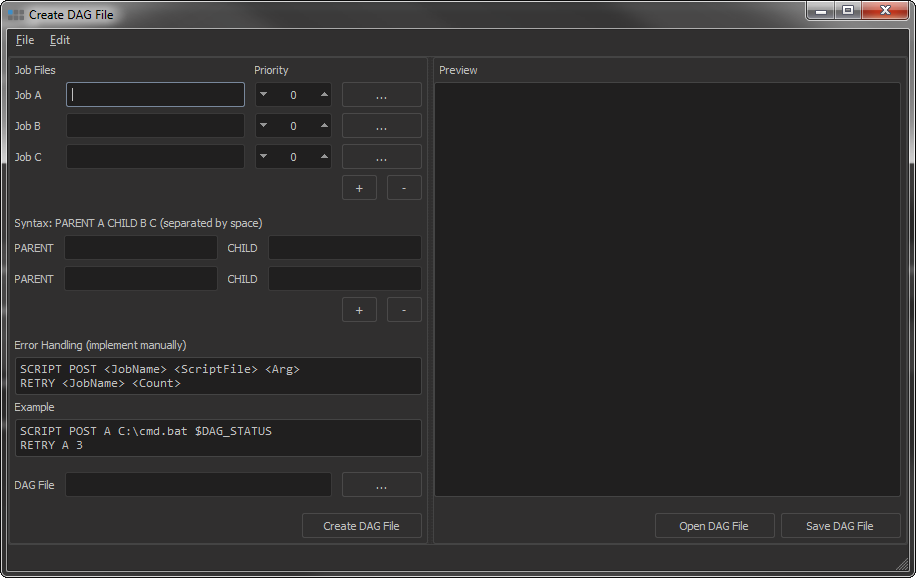 Create DAG File
File Edit
Job Files Priority Preview
Job A 0 ...
Job B 0 ...
Job C 0 ...
+ -
Syntax: PARENT A CHILD B C (separated by space)
PARENT CHILD
PARENT CHILD
+ -
Error Handling (implement manually)
SCRIPT POST <JobName> <ScriptFile> <Arg>
RETRY <JobName> <Count>
Example
SCRIPT POST A C:\cmd.bat $DAG_STATUS
RETRY A 3
DAG File ...
Create DAG File Open DAG File Save DAG File